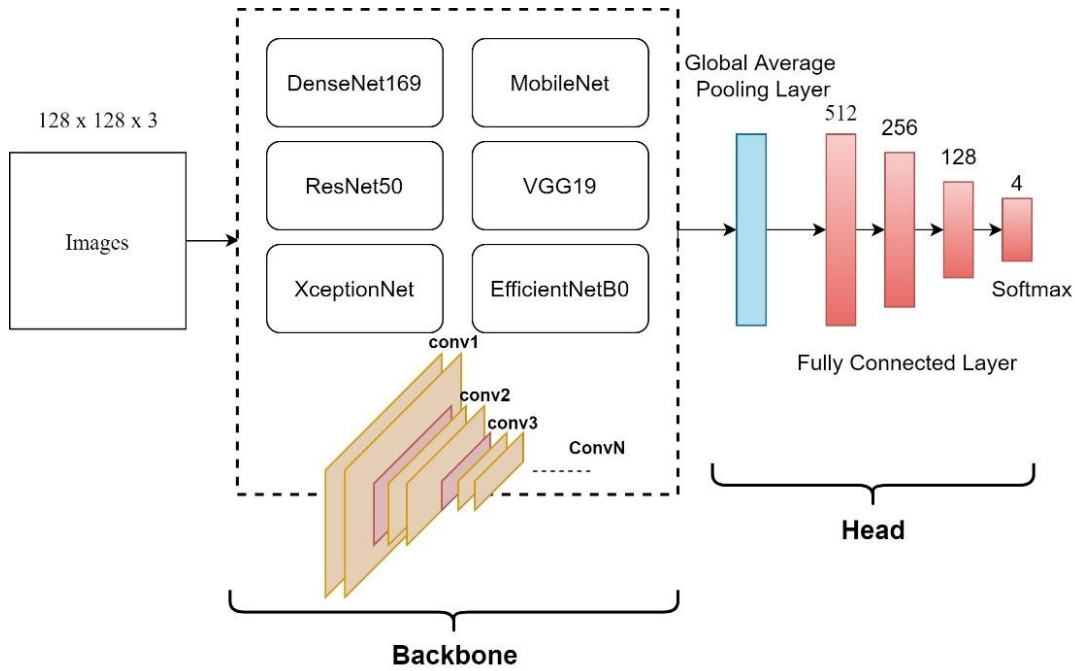 128 x 128 x 3
Images
DenseNet169
MobileNet
ResNet50
VGG19
XceptionNet
EfficientNetB0
conv1
conv2
conv3
ConvN
Backbone
Global Average
Pooling Layer
512
256
128
4
Softmax
Fully Connected Layer
Head